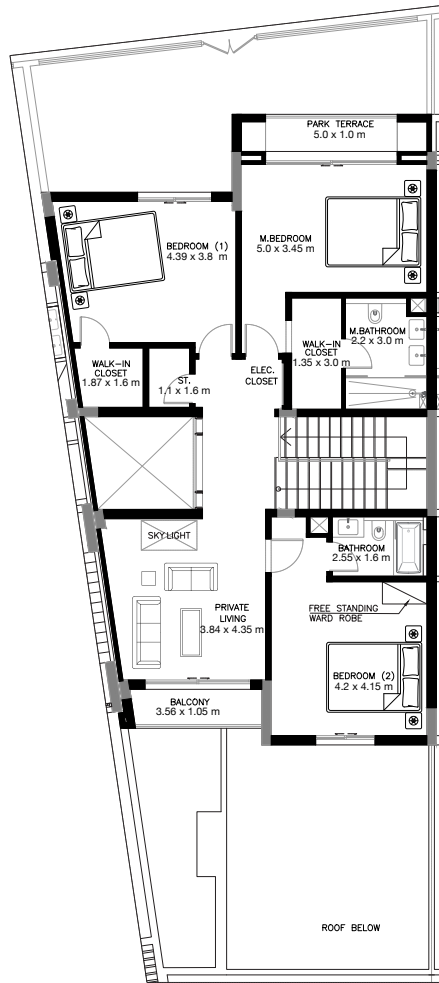 PARK TERRACE
5.0 x 1.0 m
BEDROOM (1)
4.39 x 3.8 m
M.BEDROOM
5.0 x 3.45 m
M.BATHROOM
2.2 x 3.0 m
WALK-IN
CLOSET
1.35 x 3.0 m
WALK-IN
CLOSET
1.87 x 1.6 m
ST.
1.1 x 1.6 m
ELEC.
CLOSET
SKYLIGHT
BATHROOM
2.55 x 1.6 m
PRIVATE
LIVING
3.84 x 4.35 m
FREE STANDING
WARD ROBE
BEDROOM (2)
4.2 x 4.15 m
BALCONY
3.56 x 1.05 m
ROOF BELOW